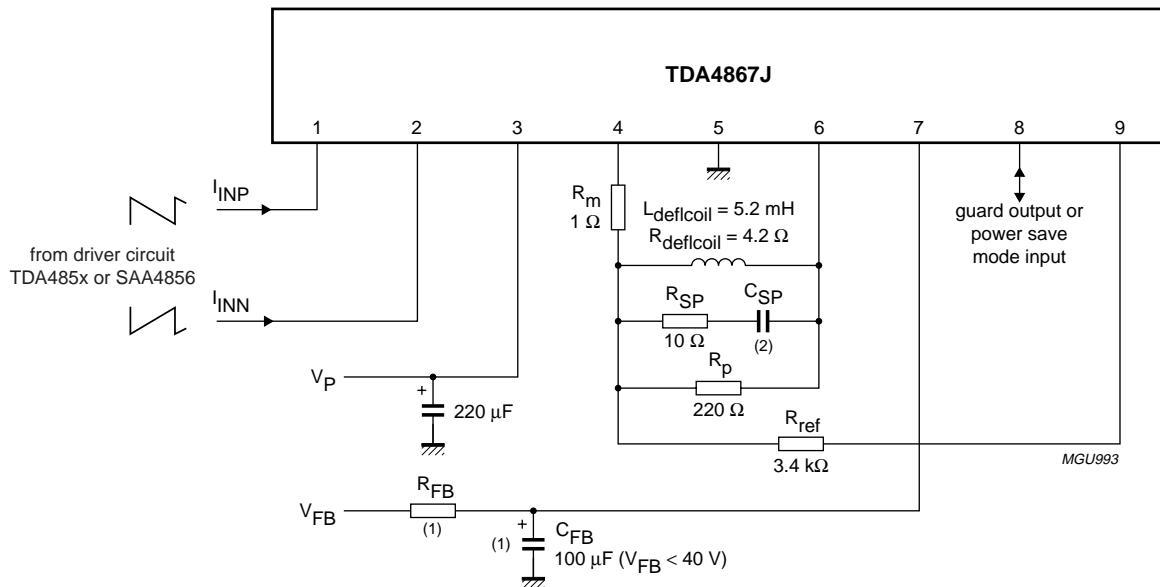 TDA4867J
1 2 3 4 5 6 7 8 9
I_INP
from driver circuit
TDA485x or SAA4856
I_INN
R_m
1 Ω
L_deflcoil = 5.2 mH
R_deflcoil = 4.2 Ω
R_SP
10 Ω
C_SP
(2)
R_p
220 Ω
R_ref
3.4 kΩ
guard output or
power save
mode input
V_P
+
220 μF
MGU993
V_FB
R_FB
(1)
+
(1)
C_FB
100 μF (V_FB < 40 V)